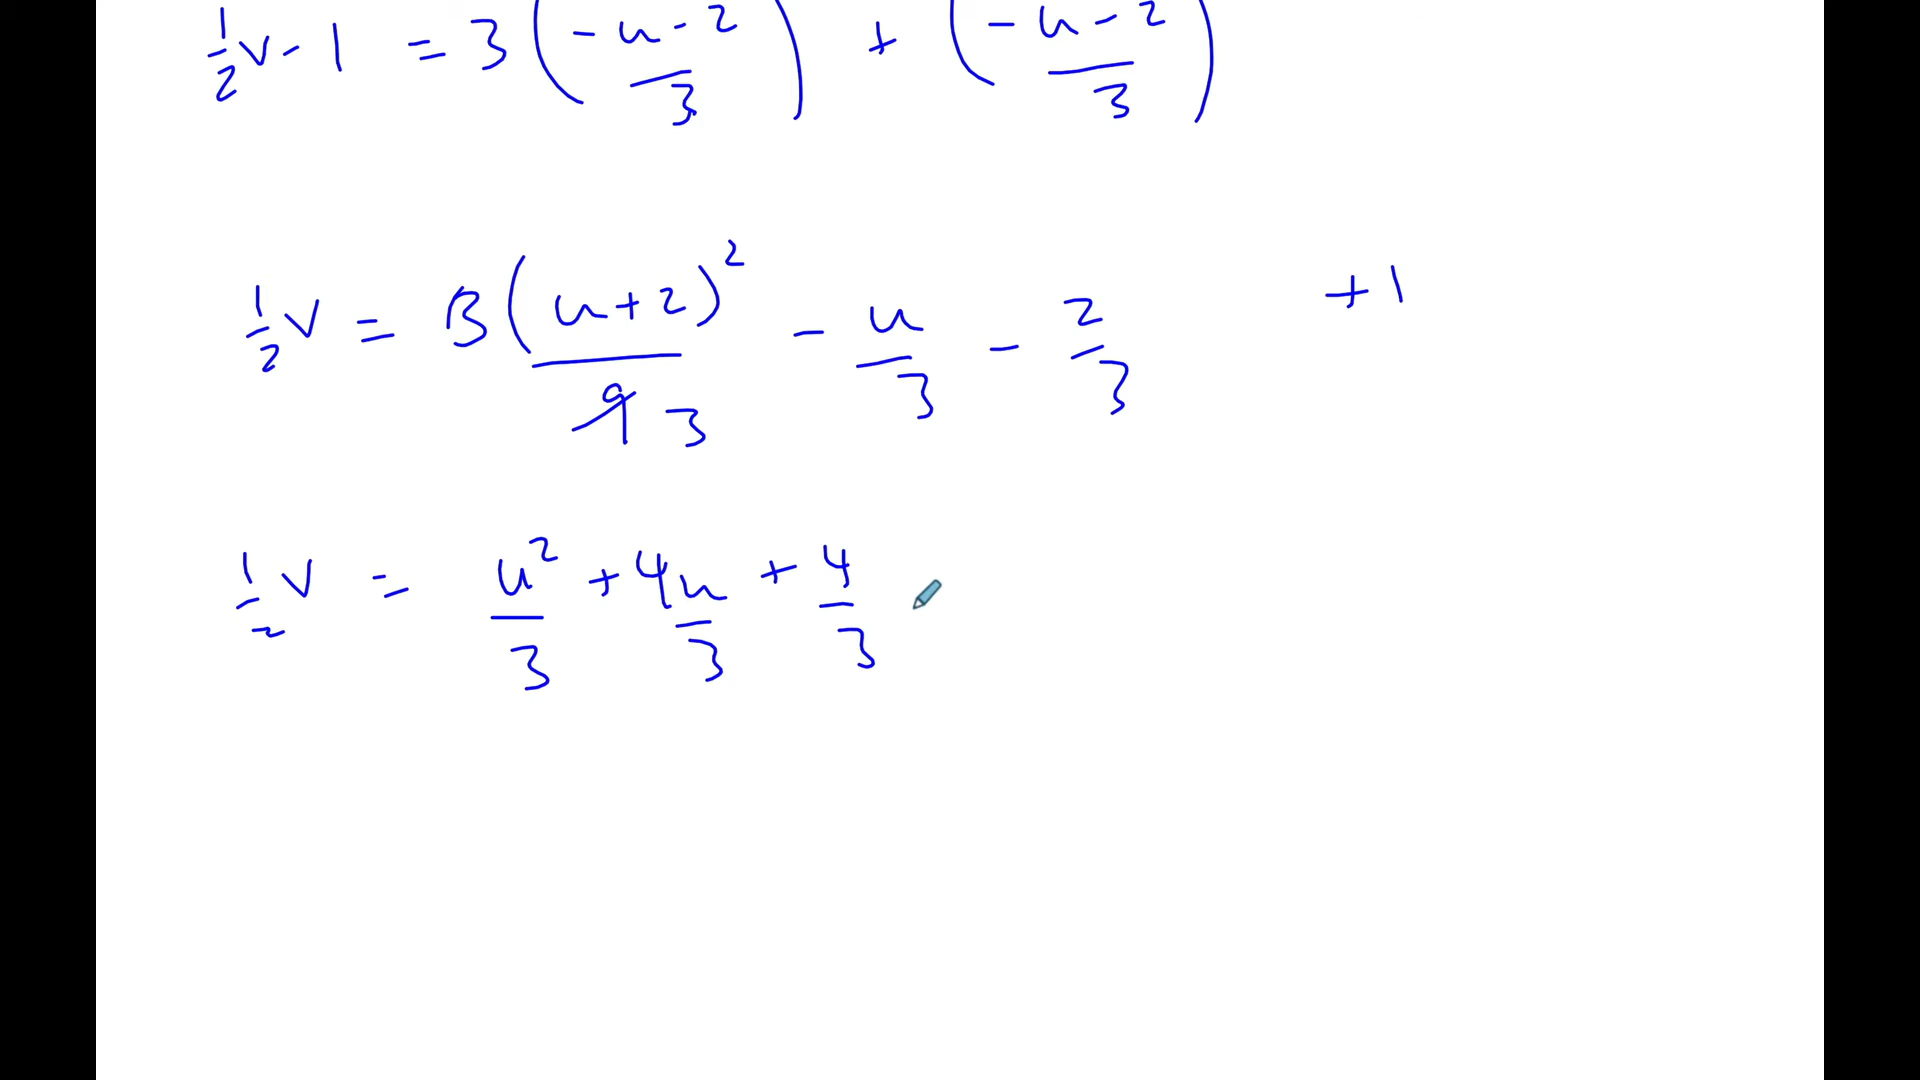 ½v - 1 = 3((-u-2)/3) + ((-u-2)/3)
½v = 3(u+2)²/9 3 - u/3 - 2/3 + 1
½v = u²/3 + 4u/3 + 4/3